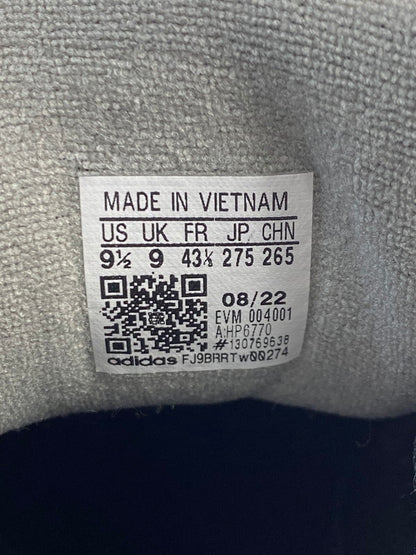 MADE IN VIETNAM
US UK FR JP CHN
9½ 9 43⅓ 275 265
08/22
EVM 004001
A:HP6770
#130769638
adidas FJ9BRRTw00274